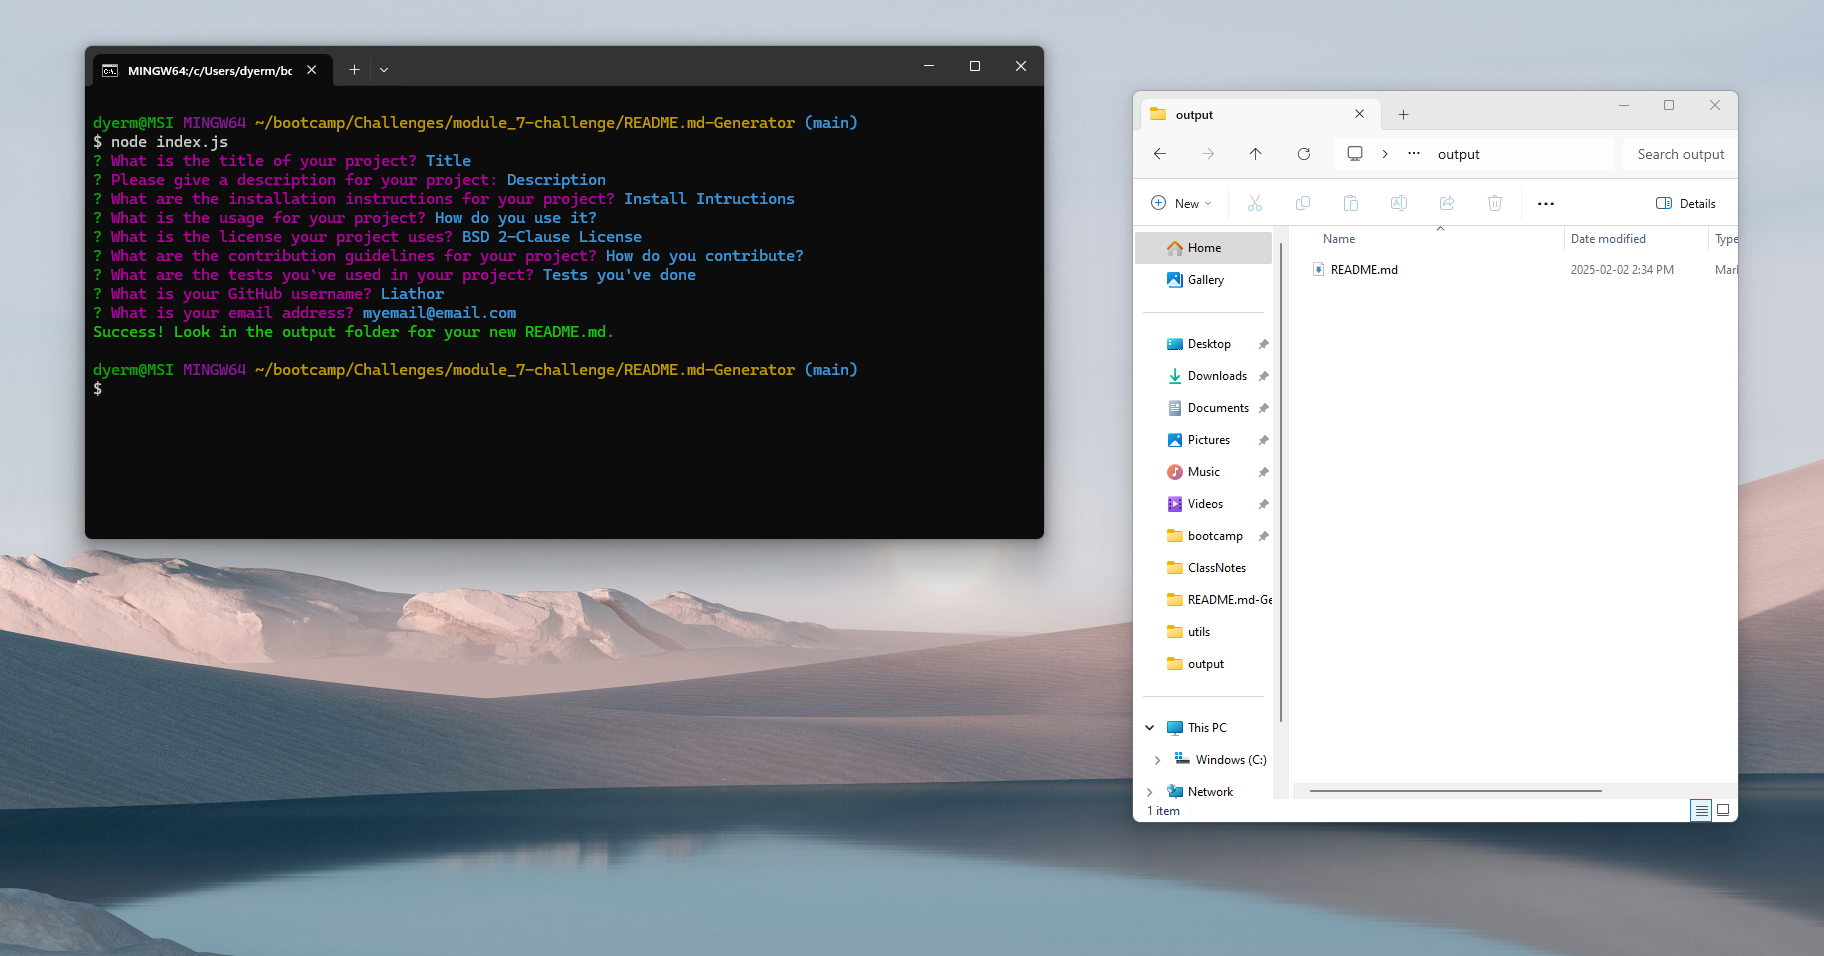 MINGW64:/c/Users/dyerm/bc
dyerm@MSI MINGW64 ~/bootcamp/Challenges/module_7-challenge/README.md-Generator (main)
$ node index.js
? What is the title of your project? Title
? Please give a description for your project: Description
? What are the installation instructions for your project? Install Intructions
? What is the usage for your project? How do you use it?
? What is the license your project uses? BSD 2-Clause License
? What are the contribution guidelines for your project? How do you contribute?
? What are the tests you`ve used in your project? Tests you've done
? What is your GitHub username? Liathor
? What is your email address? myemail@email.com
Success! Look in the output folder for your new README.md.
dyerm@MSI MINGW64 ~/bootcamp/Challenges/module_7-challenge/README.md-Generator (main)
$
output
output
Search output
New
Details
Home
Gallery
Desktop
Downloads
Documents
Pictures
Music
Videos
bootcamp
ClassNotes
README.md-Ge
utils
output
This PC
Windows (C:)
Network
Name
Date modified
Type
README.md
2025-02-02 2:34 PM
Mar
1 item